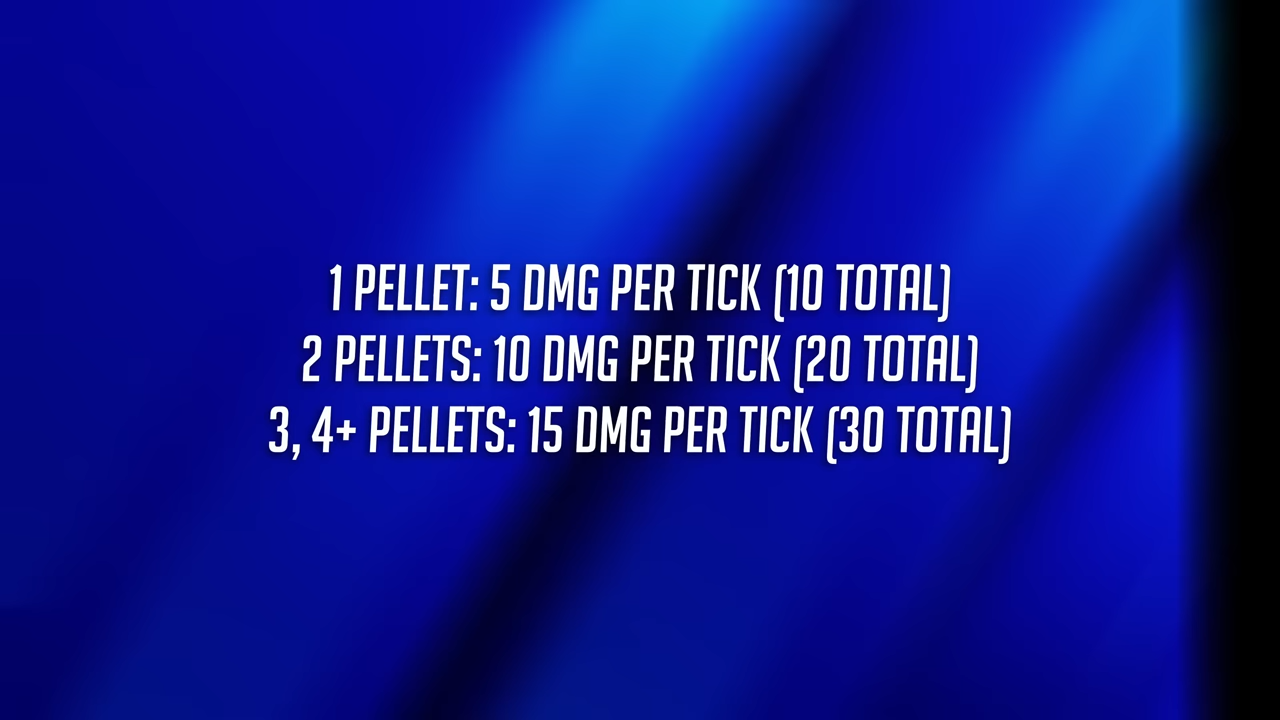 1 PELLET: 5 DMG PER TICK (10 TOTAL)
2 PELLETS: 10 DMG PER TICK (20 TOTAL)
3, 4+ PELLETS: 15 DMG PER TICK (30 TOTAL)